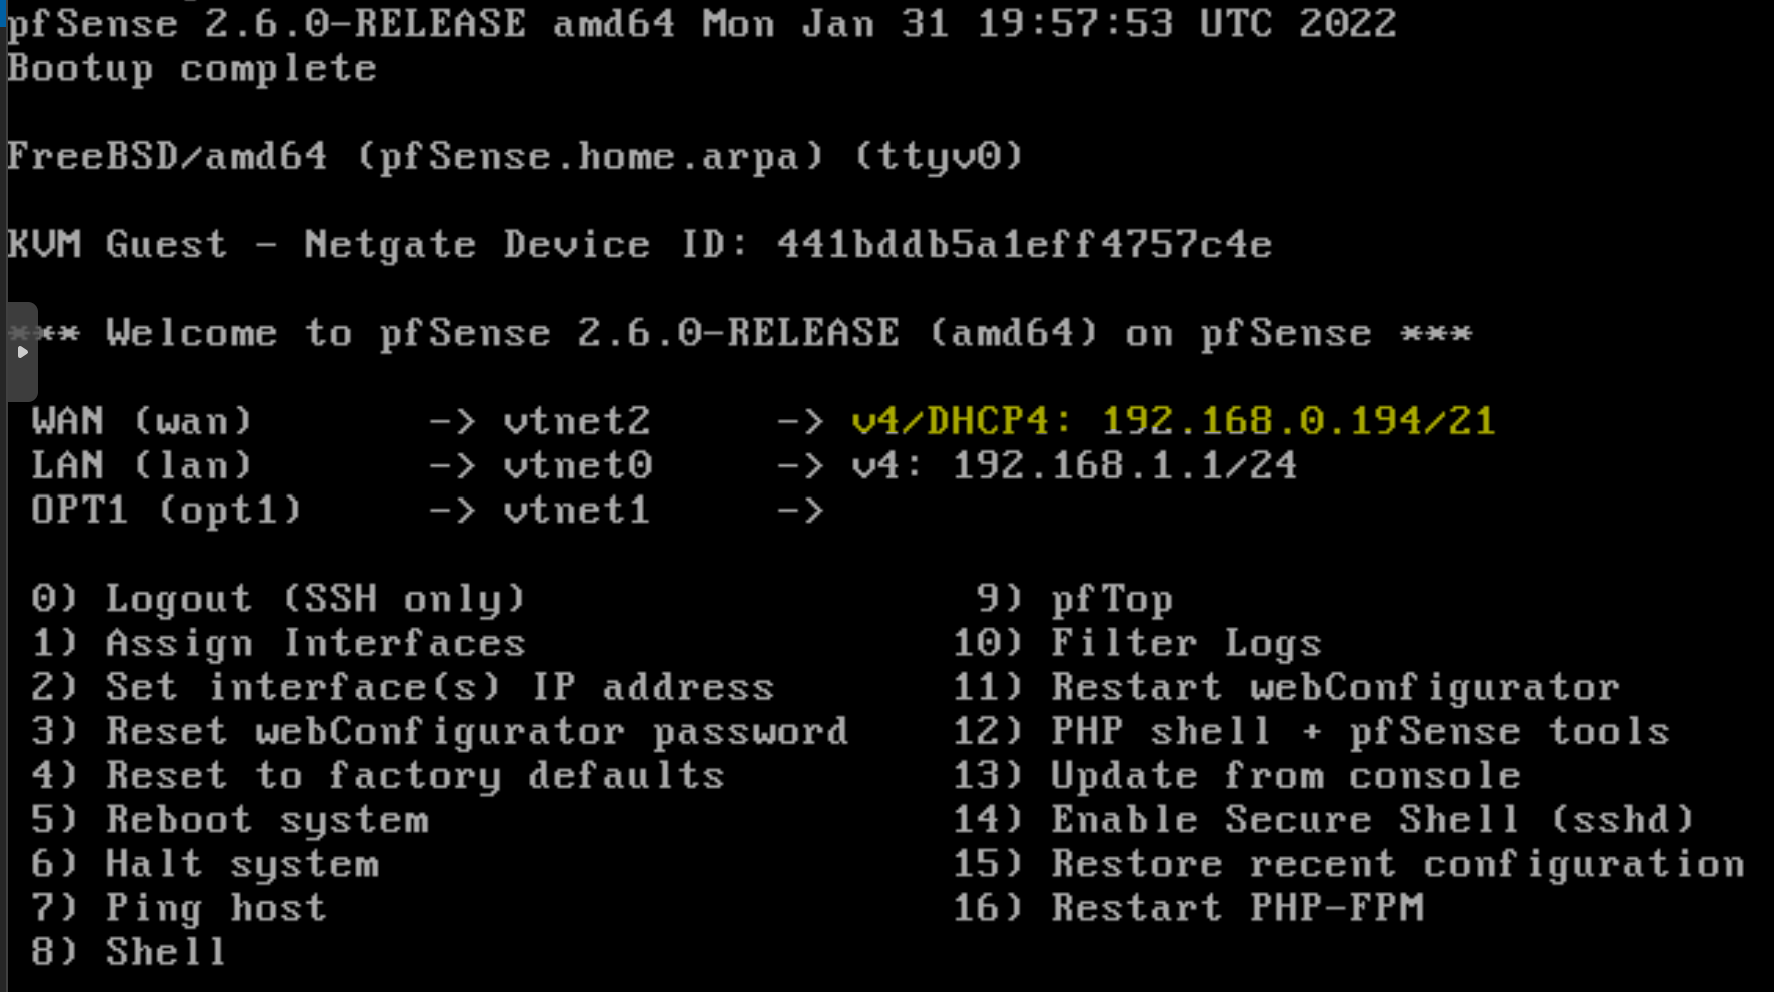 pfSense 2.6.0-RELEASE amd64 Mon Jan 31 19:57:53 UTC 2022
Bootup complete
FreeBSD/amd64 (pfSense.home.arpa) (ttyv0)
KVM Guest - Netgate Device ID: 441bddb5a1eff4757c4e
*** Welcome to pfSense 2.6.0-RELEASE (amd64) on pfSense ***
WAN (wan) -> vtnet2 -> v4/DHCP4: 192.168.0.194/21
LAN (lan) -> vtnet0 -> v4: 192.168.1.1/24
OPT1 (opt1) -> vtnet1 ->
0) Logout (SSH only) 9) pfTop
1) Assign Interfaces 10) Filter Logs
2) Set interface(s) IP address 11) Restart webConfigurator
3) Reset webConfigurator password 12) PHP shell + pfSense tools
4) Reset to factory defaults 13) Update from console
5) Reboot system 14) Enable Secure Shell (sshd)
6) Halt system 15) Restore recent configuration
7) Ping host 16) Restart PHP-FPM
8) Shell